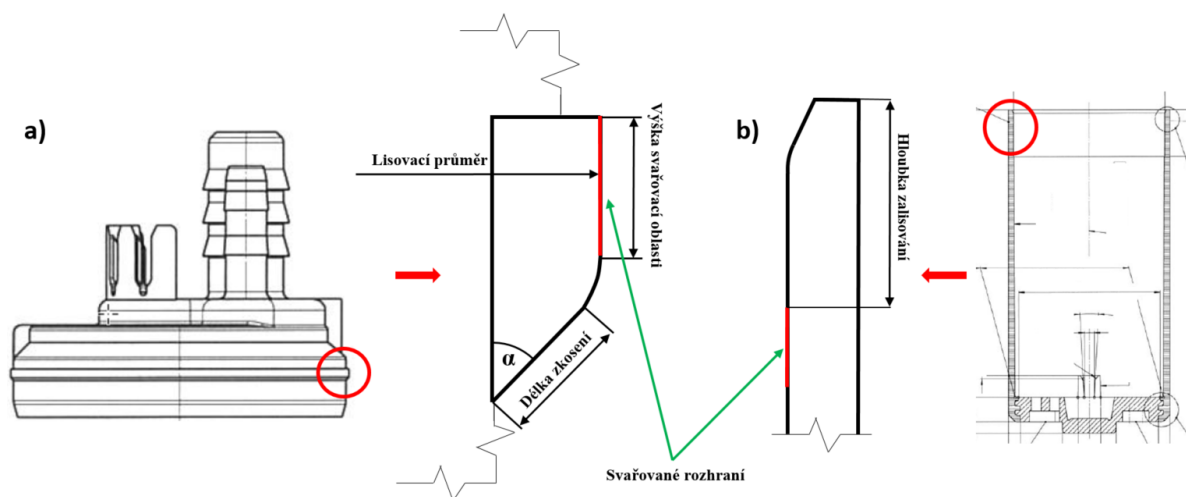 a)
Lisovací průměr
Výška svařovací oblasti
α
Délka zkosení
b)
Hloubka zalisování
Svařované rozhraní